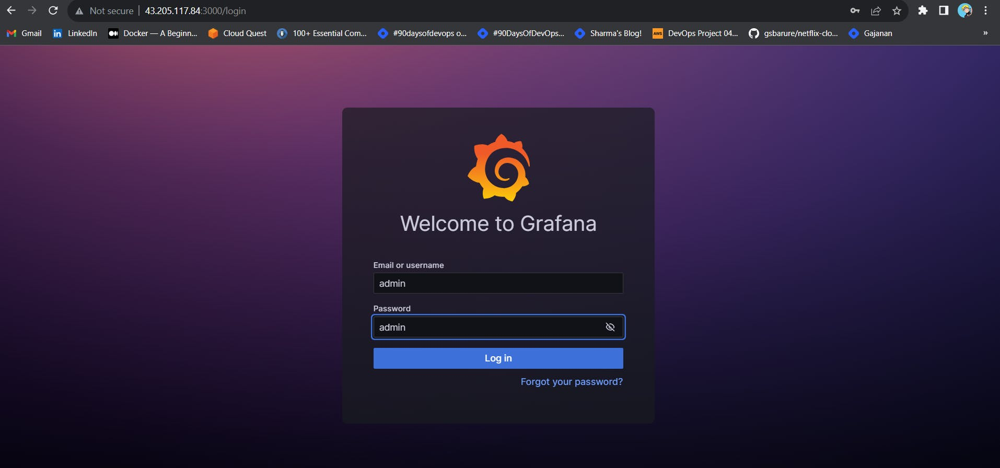 Not secure 43.205.117.84:3000/login
Gmail LinkedIn Docker — A Beginn... Cloud Quest 100+ Essential Com... #90daysofdevops o... #90DaysOfDevOps... Sharma's Blog! AWS DevOps Project 04... gsbarure/netflix-clo... Gajanan »
Welcome to Grafana
Email or username
admin
Password
admin
Log in
Forgot your password?